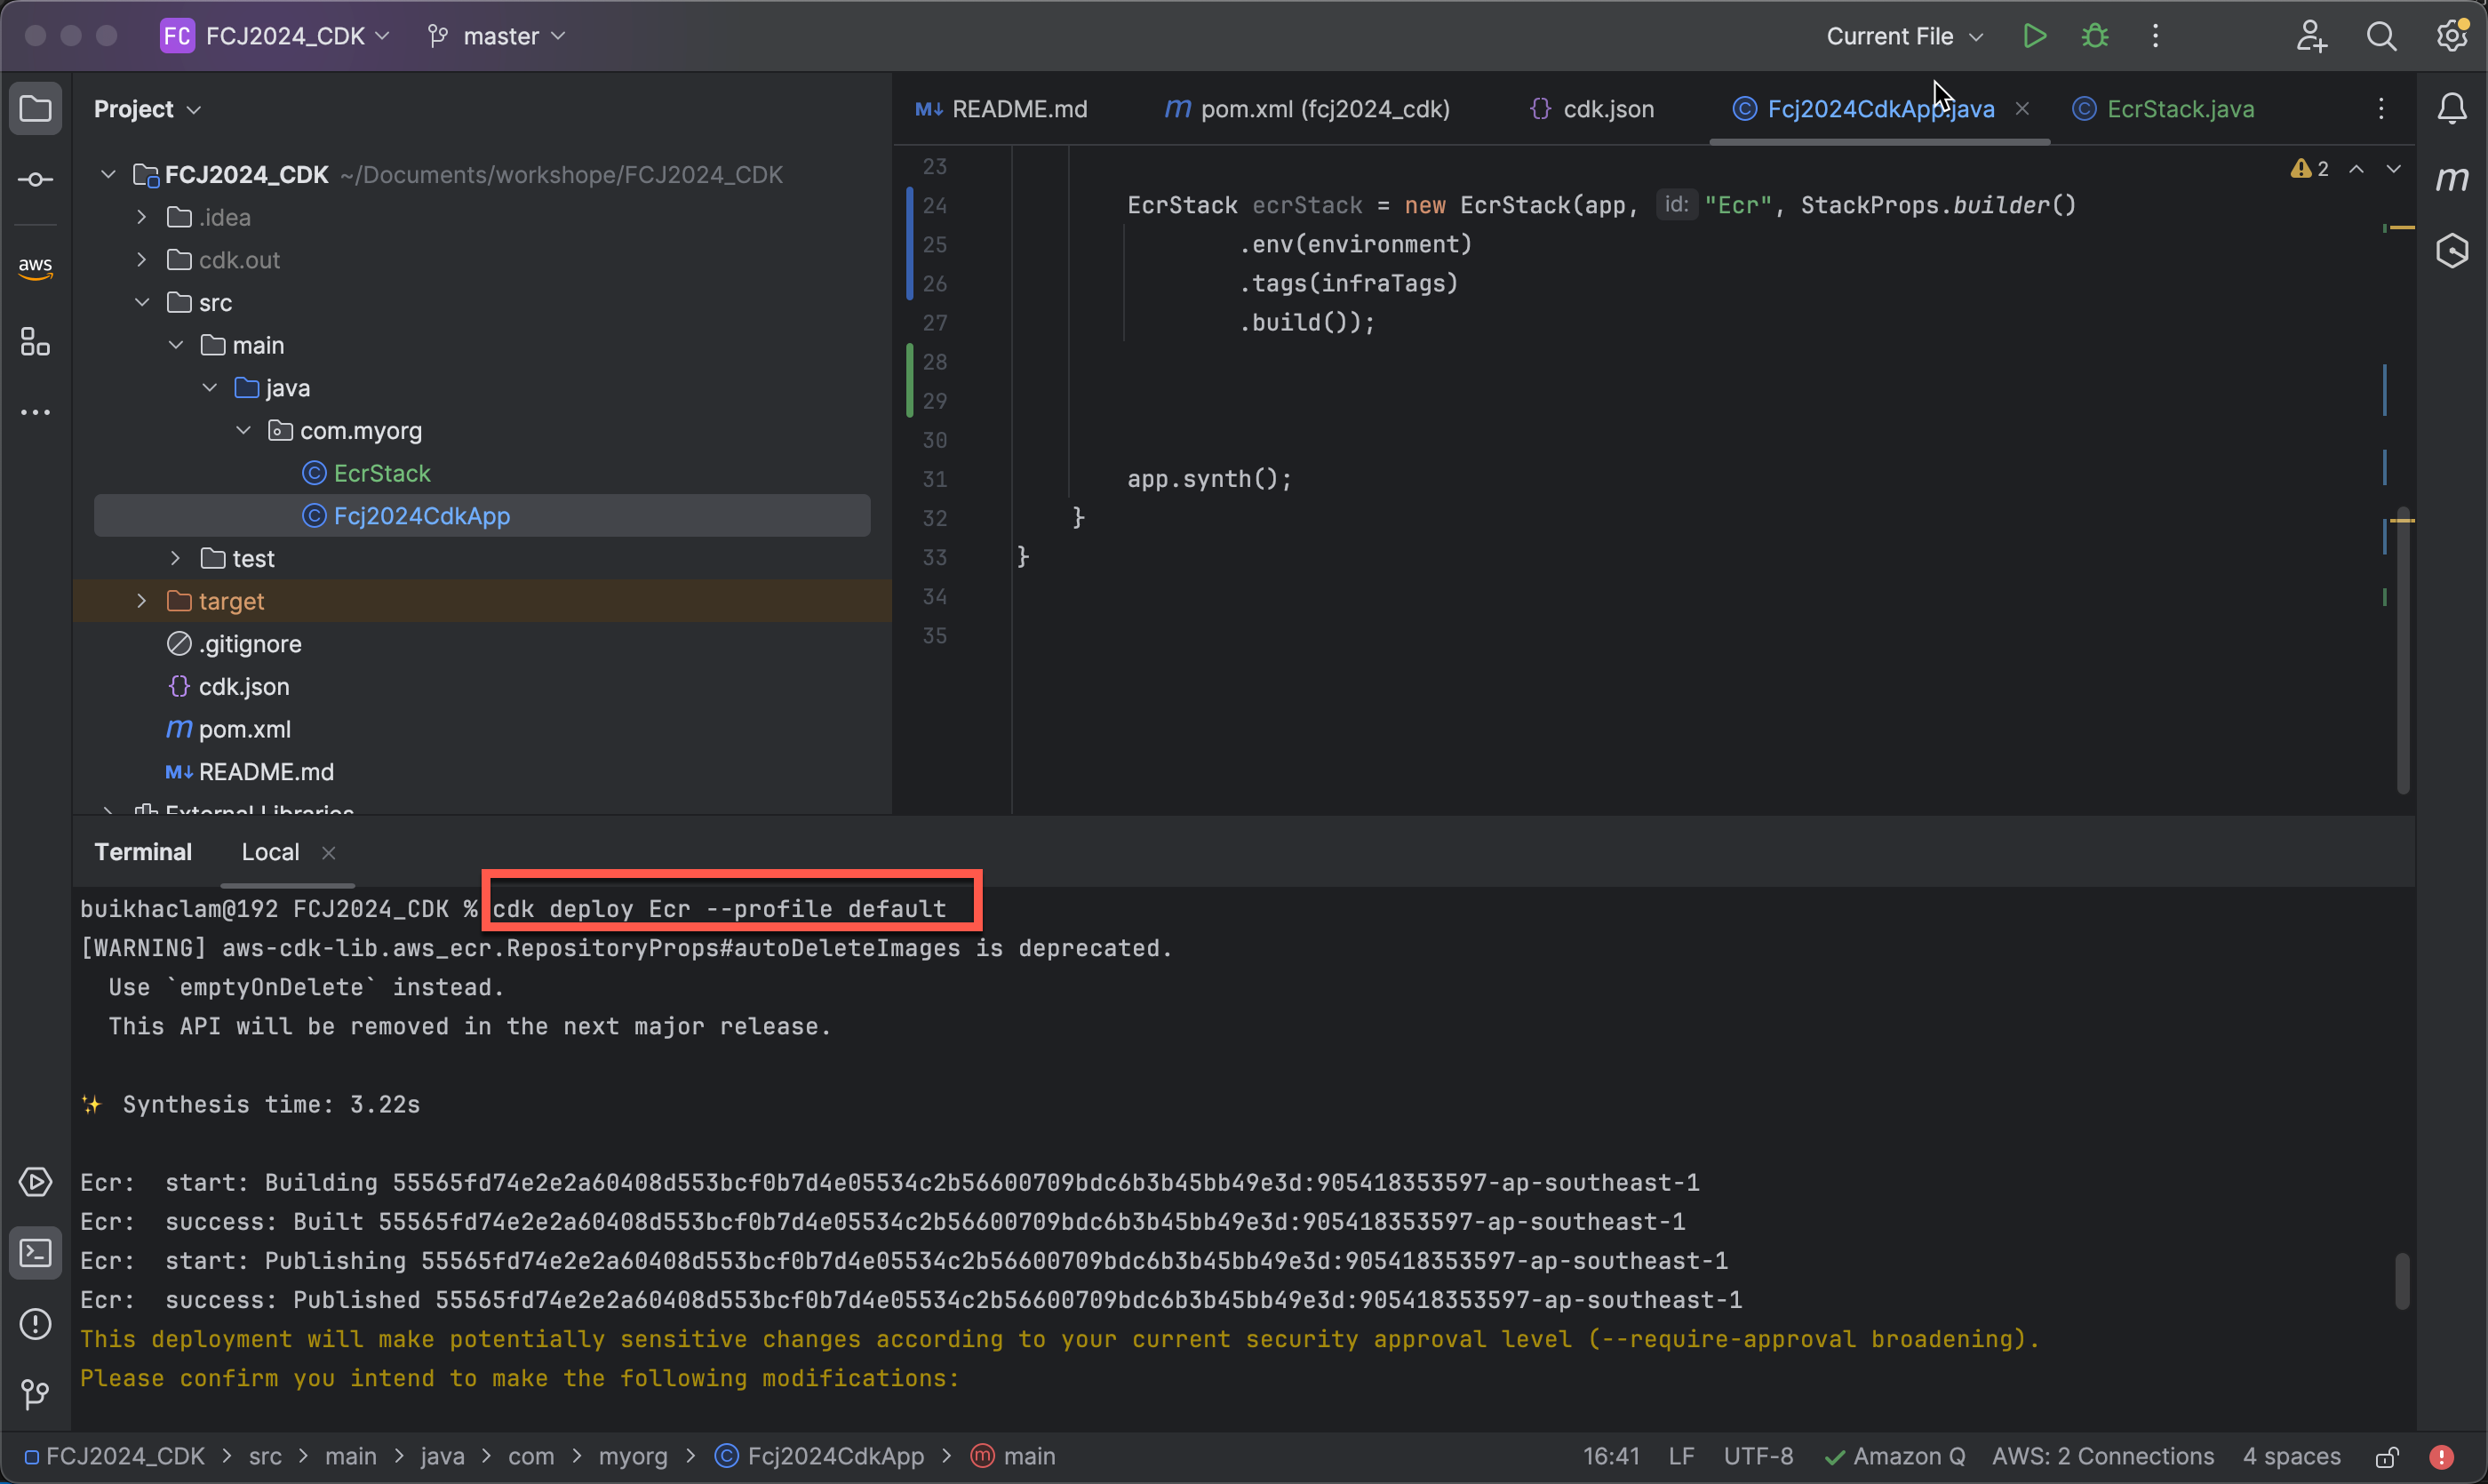 FC FCJ2024_CDK master Current File
Project
FCJ2024_CDK ~/Documents/workshope/FCJ2024_CDK
.idea
cdk.out
src
main
java
com.myorg
EcrStack
Fcj2024CdkApp
test
target
.gitignore
cdk.json
m pom.xml
M↓ README.md
External Libraries
aws
M↓ README.md m pom.xml (fcj2024_cdk) {} cdk.json Fcj2024CdkApp.java EcrStack.java
2
m
23
24 EcrStack ecrStack = new EcrStack(app, id: "Ecr", StackProps.builder()
25 .env(environment)
26 .tags(infraTags)
27 .build());
28
29
30
31 app.synth();
32 }
33 }
34
35
Terminal Local
buikhaclam@192 FCJ2024_CDK % cdk deploy Ecr --profile default
[WARNING] aws-cdk-lib.aws_ecr.RepositoryProps#autoDeleteImages is deprecated.
Use `emptyOnDelete` instead.
This API will be removed in the next major release.
✨ Synthesis time: 3.22s
Ecr: start: Building 55565fd74e2e2a60408d553bcf0b7d4e05534c2b56600709bdc6b3b45bb49e3d:905418353597-ap-southeast-1
Ecr: success: Built 55565fd74e2e2a60408d553bcf0b7d4e05534c2b56600709bdc6b3b45bb49e3d:905418353597-ap-southeast-1
Ecr: start: Publishing 55565fd74e2e2a60408d553bcf0b7d4e05534c2b56600709bdc6b3b45bb49e3d:905418353597-ap-southeast-1
Ecr: success: Published 55565fd74e2e2a60408d553bcf0b7d4e05534c2b56600709bdc6b3b45bb49e3d:905418353597-ap-southeast-1
This deployment will make potentially sensitive changes according to your current security approval level (--require-approval broadening).
Please confirm you intend to make the following modifications:
FCJ2024_CDK > src > main > java > com > myorg > Fcj2024CdkApp > main 16:41 LF UTF-8 Amazon Q AWS: 2 Connections 4 spaces